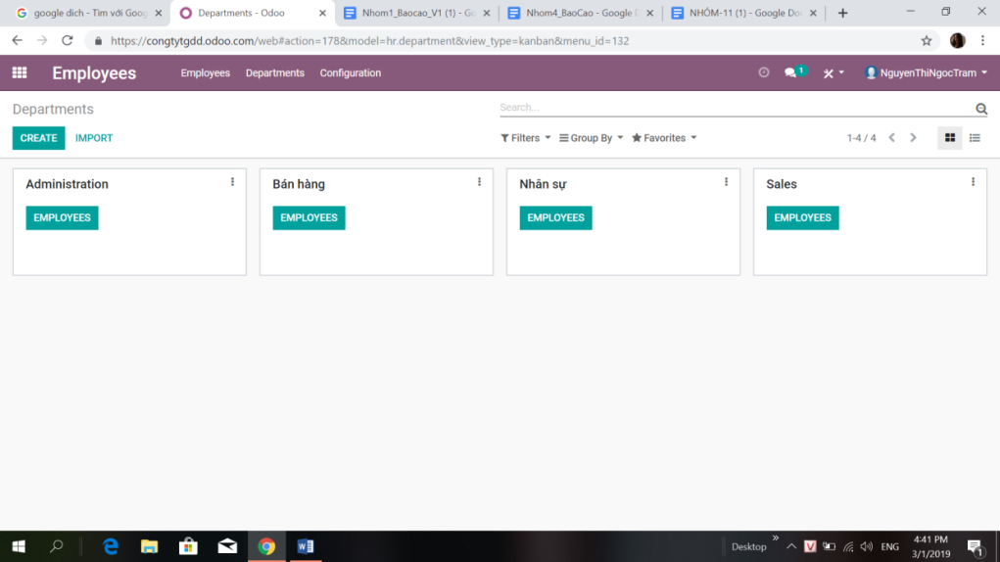 google dich - Tìm với Goog
Departments - Odoo
Nhom1_Baocao_V1 (1) - Go
Nhom4_BaoCao - Google D
NHÓM-11 (1) - Google Do
https://congtytgdd.odoo.com/web#action=178&model=hr.department&view_type=kanban&menu_id=132
Employees
Employees Departments Configuration
1
NguyenThiNgocTram
Departments
Search...
CREATE IMPORT
Filters Group By Favorites
1-4 / 4
Administration
EMPLOYEES
Bán hàng
EMPLOYEES
Nhân sự
EMPLOYEES
Sales
EMPLOYEES
Desktop
ENG
4:41 PM
3/1/2019
1